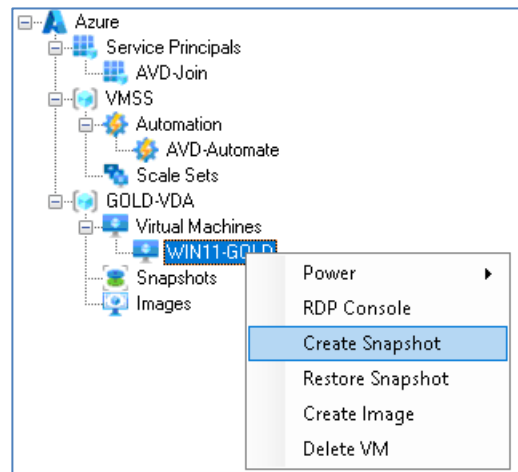 Azure
Service Principals
AVD-Join
VMSS
Automation
AVD-Automate
Scale Sets
GOLD-VDA
Virtual Machines
WIN11-GOLD
Snapshots
Images
Power
RDP Console
Create Snapshot
Restore Snapshot
Create Image
Delete VM